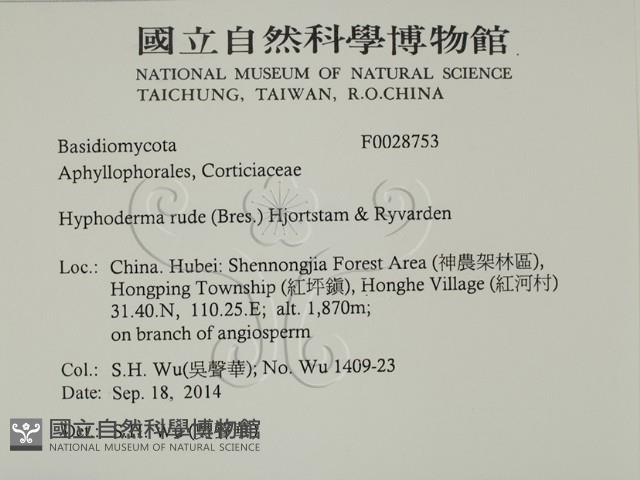 國立自然科學博物館
NATIONAL MUSEUM OF NATURAL SCIENCE
TAICHUNG, TAIWAN, R.O.CHINA
Basidiomycota F0028753
Aphyllophorales, Corticiaceae
Hyphoderma rude (Bres.) Hjortstam & Ryvarden
Loc.: China. Hubei: Shennongjia Forest Area (神農架林區),
Hongping Township (紅坪鎮), Honghe Village (紅河村)
31.40.N, 110.25.E; alt. 1,870m;
on branch of angiosperm
Col.: S.H. Wu(吳聲華); No. Wu 1409-23
Date: Sep. 18, 2014
國立自然科學博物館
NATIONAL MUSEUM OF NATURAL SCIENCE